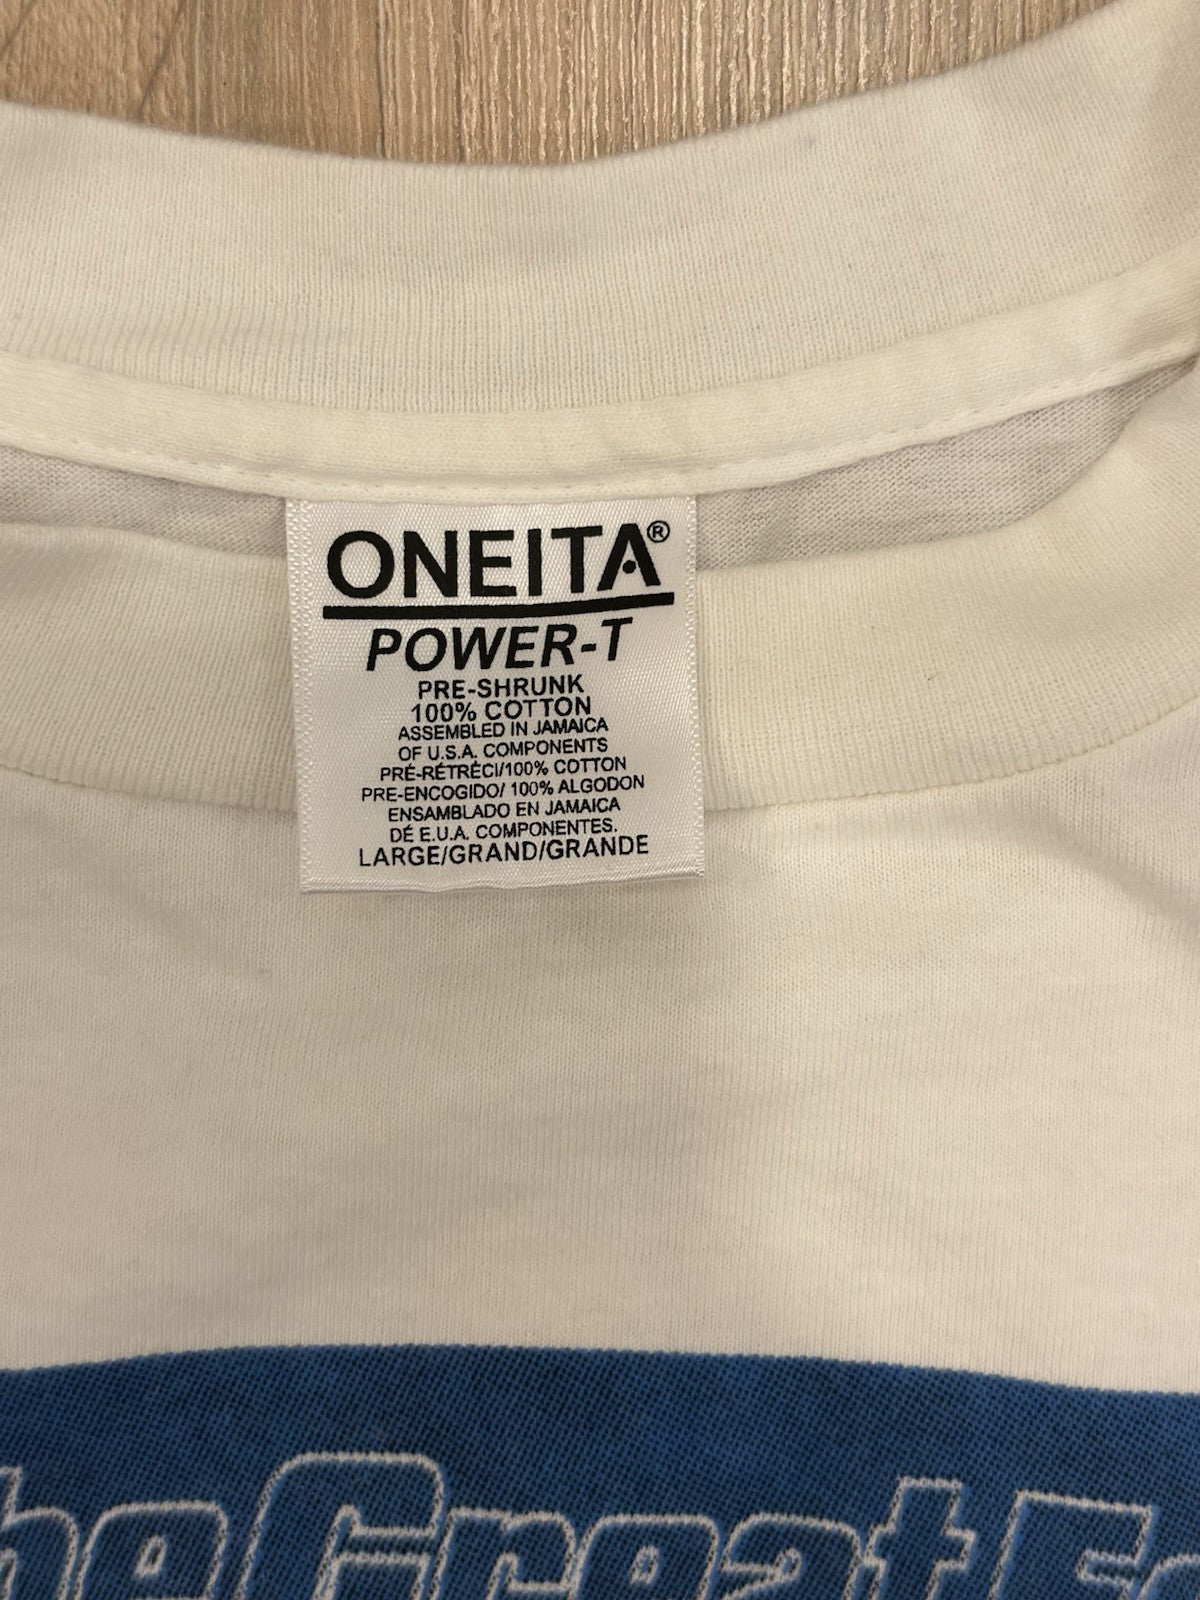 ONEITA®
POWER-T
PRE-SHRUNK
100% COTTON
ASSEMBLED IN JAMAICA
OF U.S.A. COMPONENTS
PRÉ-RÉTRÉCI/100% COTTON
PRE-ENCOGIDO/ 100% ALGODON
ENSAMBLADO EN JAMAICA
DÉ E.U.A. COMPONENTES.
LARGE/GRAND/GRANDE
heGreat